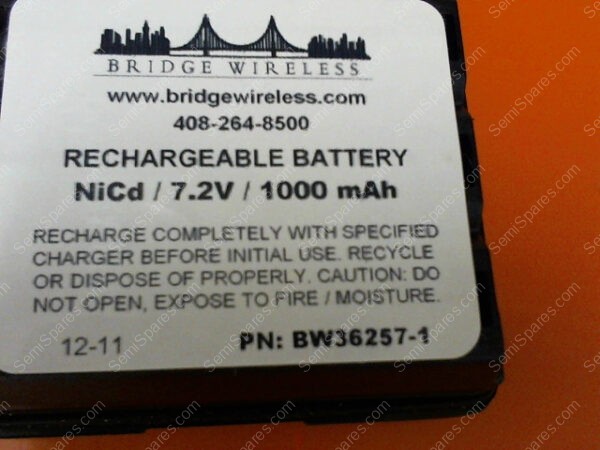 BRIDGE WIRELESS
www.bridgewireless.com
408-264-8500
RECHARGEABLE BATTERY
NiCd / 7.2V / 1000 mAh
RECHARGE COMPLETELY WITH SPECIFIED
CHARGER BEFORE INITIAL USE. RECYCLE
OR DISPOSE OF PROPERLY. CAUTION: DO
NOT OPEN, EXPOSE TO FIRE / MOISTURE.
12-11 PN: BW36257-1
SemiSpares.com